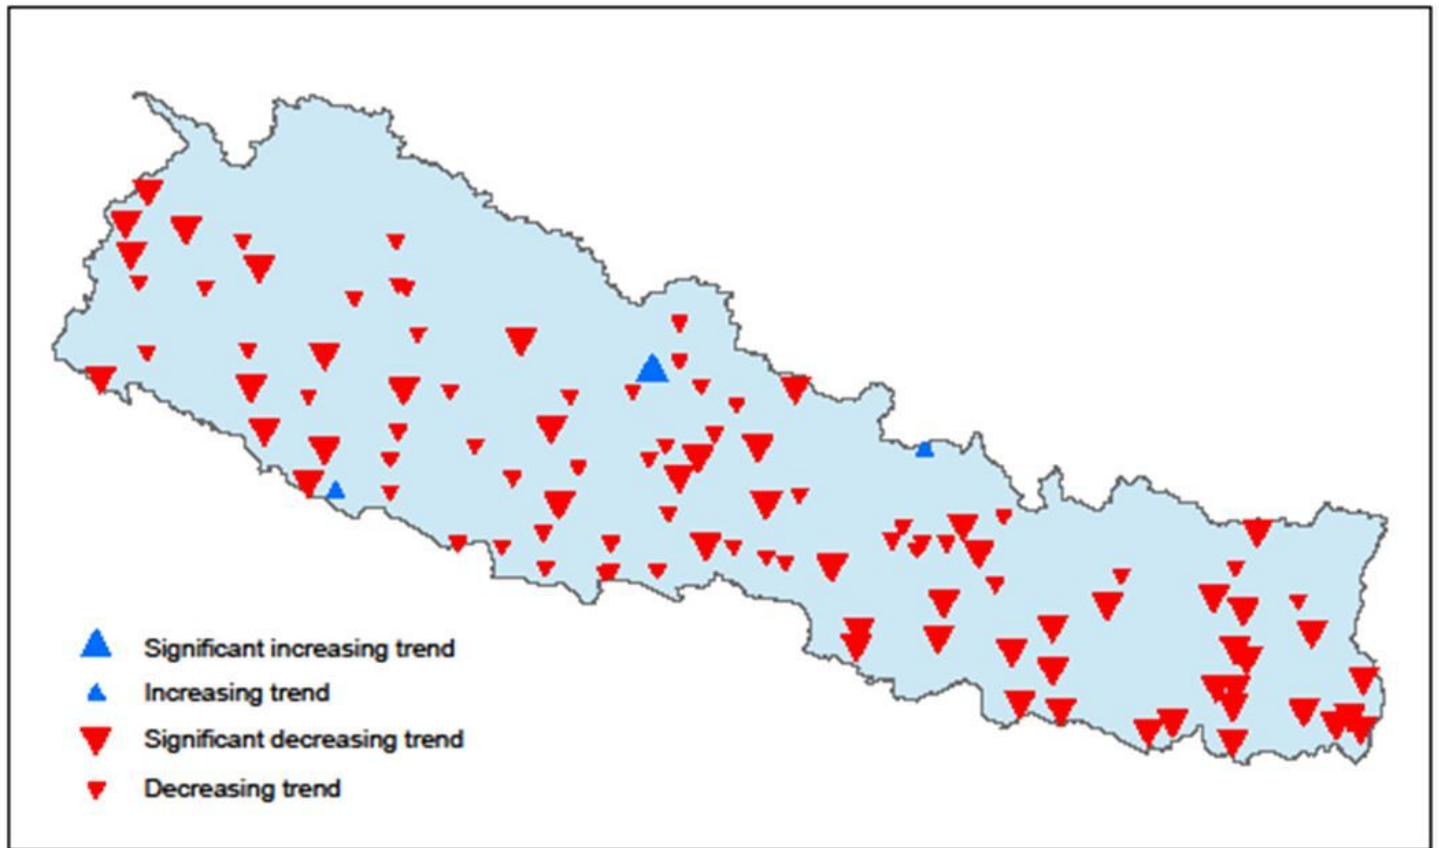 Significant increasing trend
Increasing trend
Significant decreasing trend
Decreasing trend